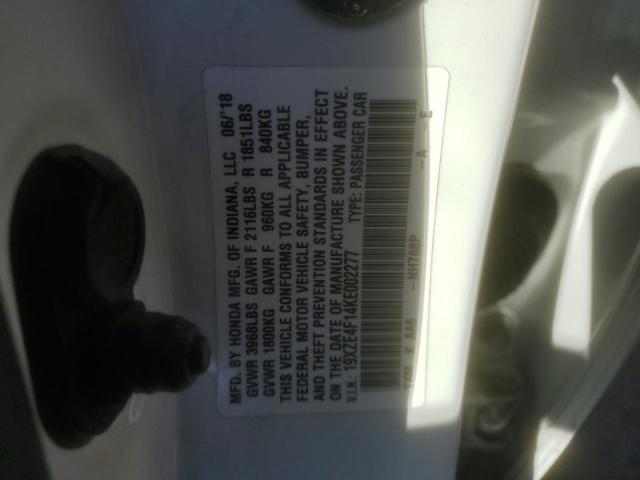 MFD. BY HONDA MFG. OF INDIANA, LLC 06/'18
GVWR 3968LBS GAWR F 2116LBS R 1851LBS
GVWR 1800KG GAWR F 960KG R 840KG
THIS VEHICLE CONFORMS TO ALL APPLICABLE
FEDERAL MOTOR VEHICLE SAFETY, BUMPER,
AND THEFT PREVENTION STANDARDS IN EFFECT
ON THE DATE OF MANUFACTURE SHOWN ABOVE.
V.I.N.: 19XZE4F14KE002277 TYPE: PASSENGER CAR
K AA6 -NH788P -A -E